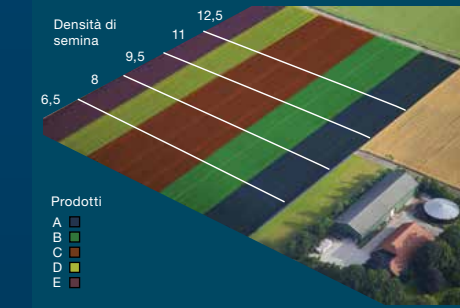 Densità di
semina
12,5
11
9,5
8
6,5
Prodotti
A
B
C
D
E